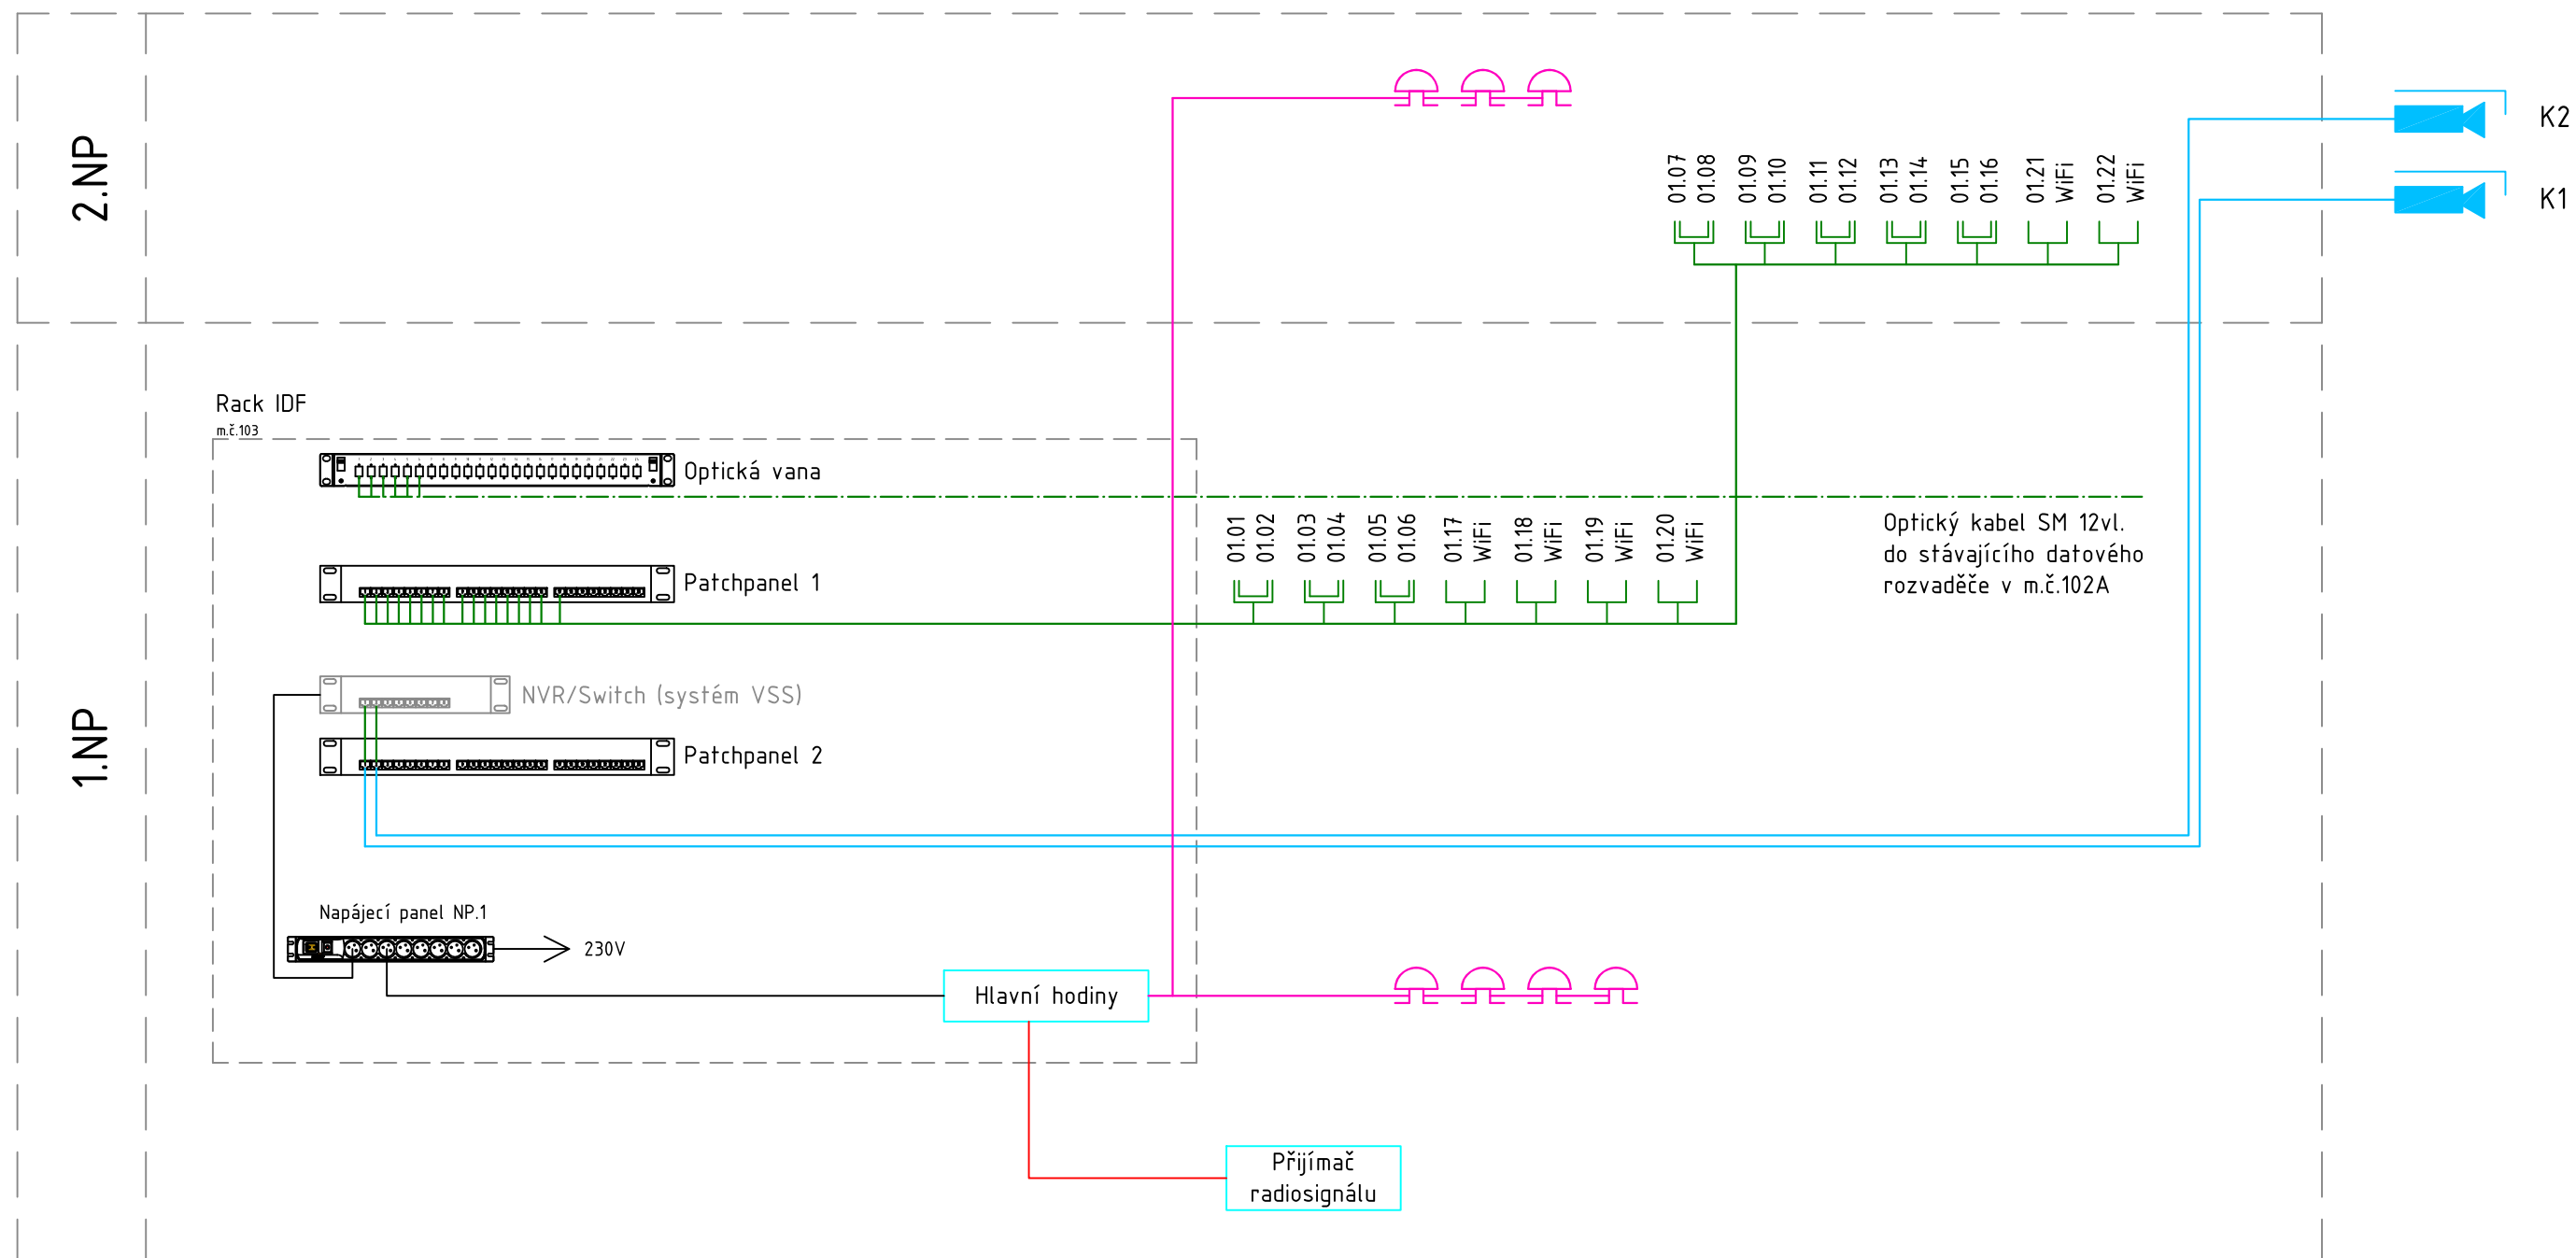 2.NP
K2
K1
01.07
01.08
01.09
01.10
01.11
01.12
01.13
01.14
01.15
01.16
01.21
WiFi
01.22
WiFi
1.NP
Rack IDF
m.č.103
Optická vana
01.01
01.02
01.03
01.04
01.05
01.06
01.17
WiFi
01.18
WiFi
01.19
WiFi
01.20
WiFi
Optický kabel SM 12vl.
do stávajícího datového
rozvaděče v m.č.102A
Patchpanel 1
NVR/Switch (systém VSS)
Patchpanel 2
Napájecí panel NP.1
230V
Hlavní hodiny
Přijímač
radiosignálu